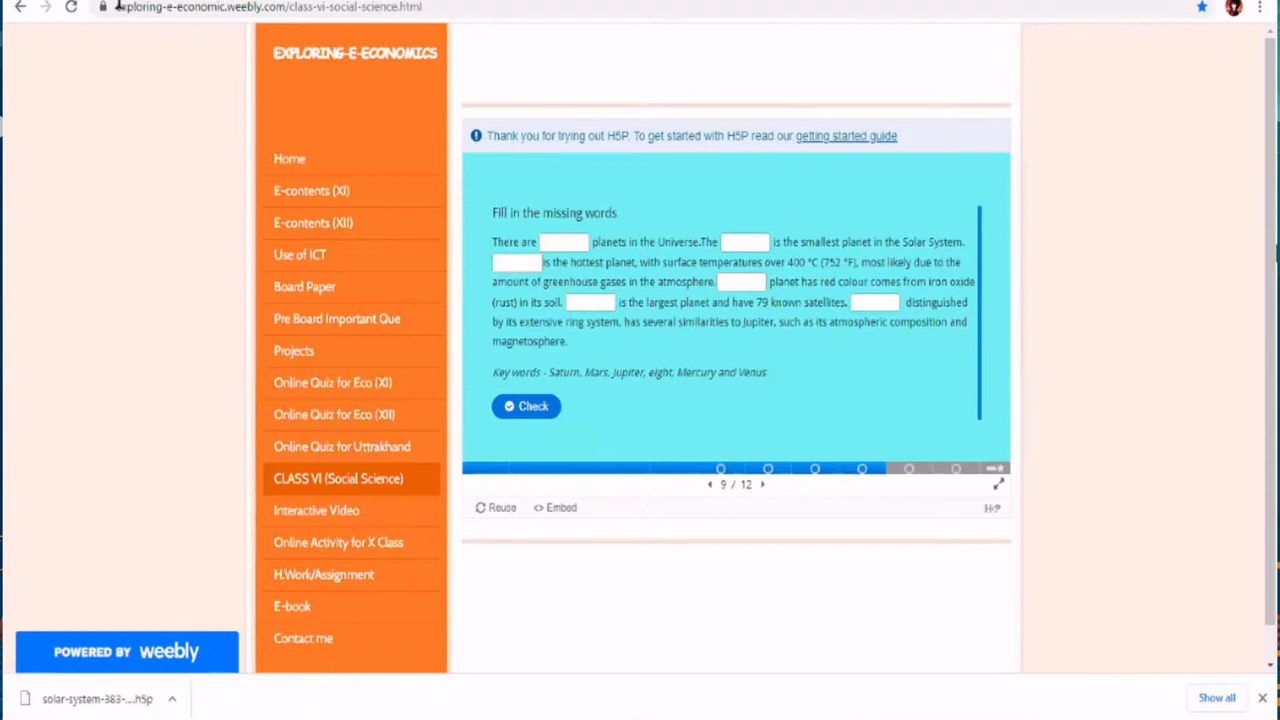 exploring-e-economic.weebly.com/class-vi-social-science.html
EXPLORING-E-ECONOMICS
Home
E-contents (XI)
E-contents (XII)
Use of ICT
Board Paper
Pre Board Important Que
Projects
Online Quiz for Eco (XI)
Online Quiz for Eco (XII)
Online Quiz for Uttrakhand
CLASS VI (Social Science)
Interactive Video
Online Activity for X Class
H.Work/Assignment
E-book
Contact me
Thank you for trying out H5P. To get started with H5P read our getting started guide
Fill in the missing words
There are planets in the Universe.The is the smallest planet in the Solar System.
is the hottest planet, with surface temperatures over 400 °C (752 °F), most likely due to the
amount of greenhouse gases in the atmosphere. planet has red colour comes from iron oxide
(rust) in its soil. is the largest planet and have 79 known satellites. distinguished
by its extensive ring system, has several similarities to Jupiter, such as its atmospheric composition and
magnetosphere.
Key words - Saturn, Mars, Jupiter, eight, Mercury and Venus
Check
9 / 12
Reuse <> Embed
H5P
POWERED BY weebly
solar-system-383-....h5p
Show all